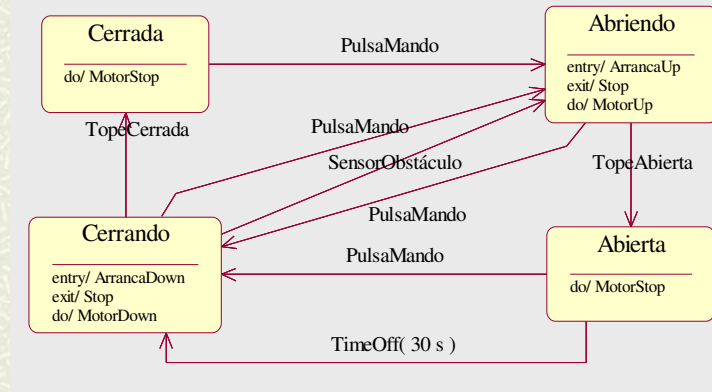 Cerrada
do/ MotorStop
PulsaMando
Abriendo
entry/ ArrancaUp
exit/ Stop
do/ MotorUp
TopeCerrada
PulsaMando
SensorObstáculo
TopeAbierta
PulsaMando
Cerrando
entry/ ArrancaDown
exit/ Stop
do/ MotorDown
PulsaMando
Abierta
do/ MotorStop
TimeOff( 30 s )